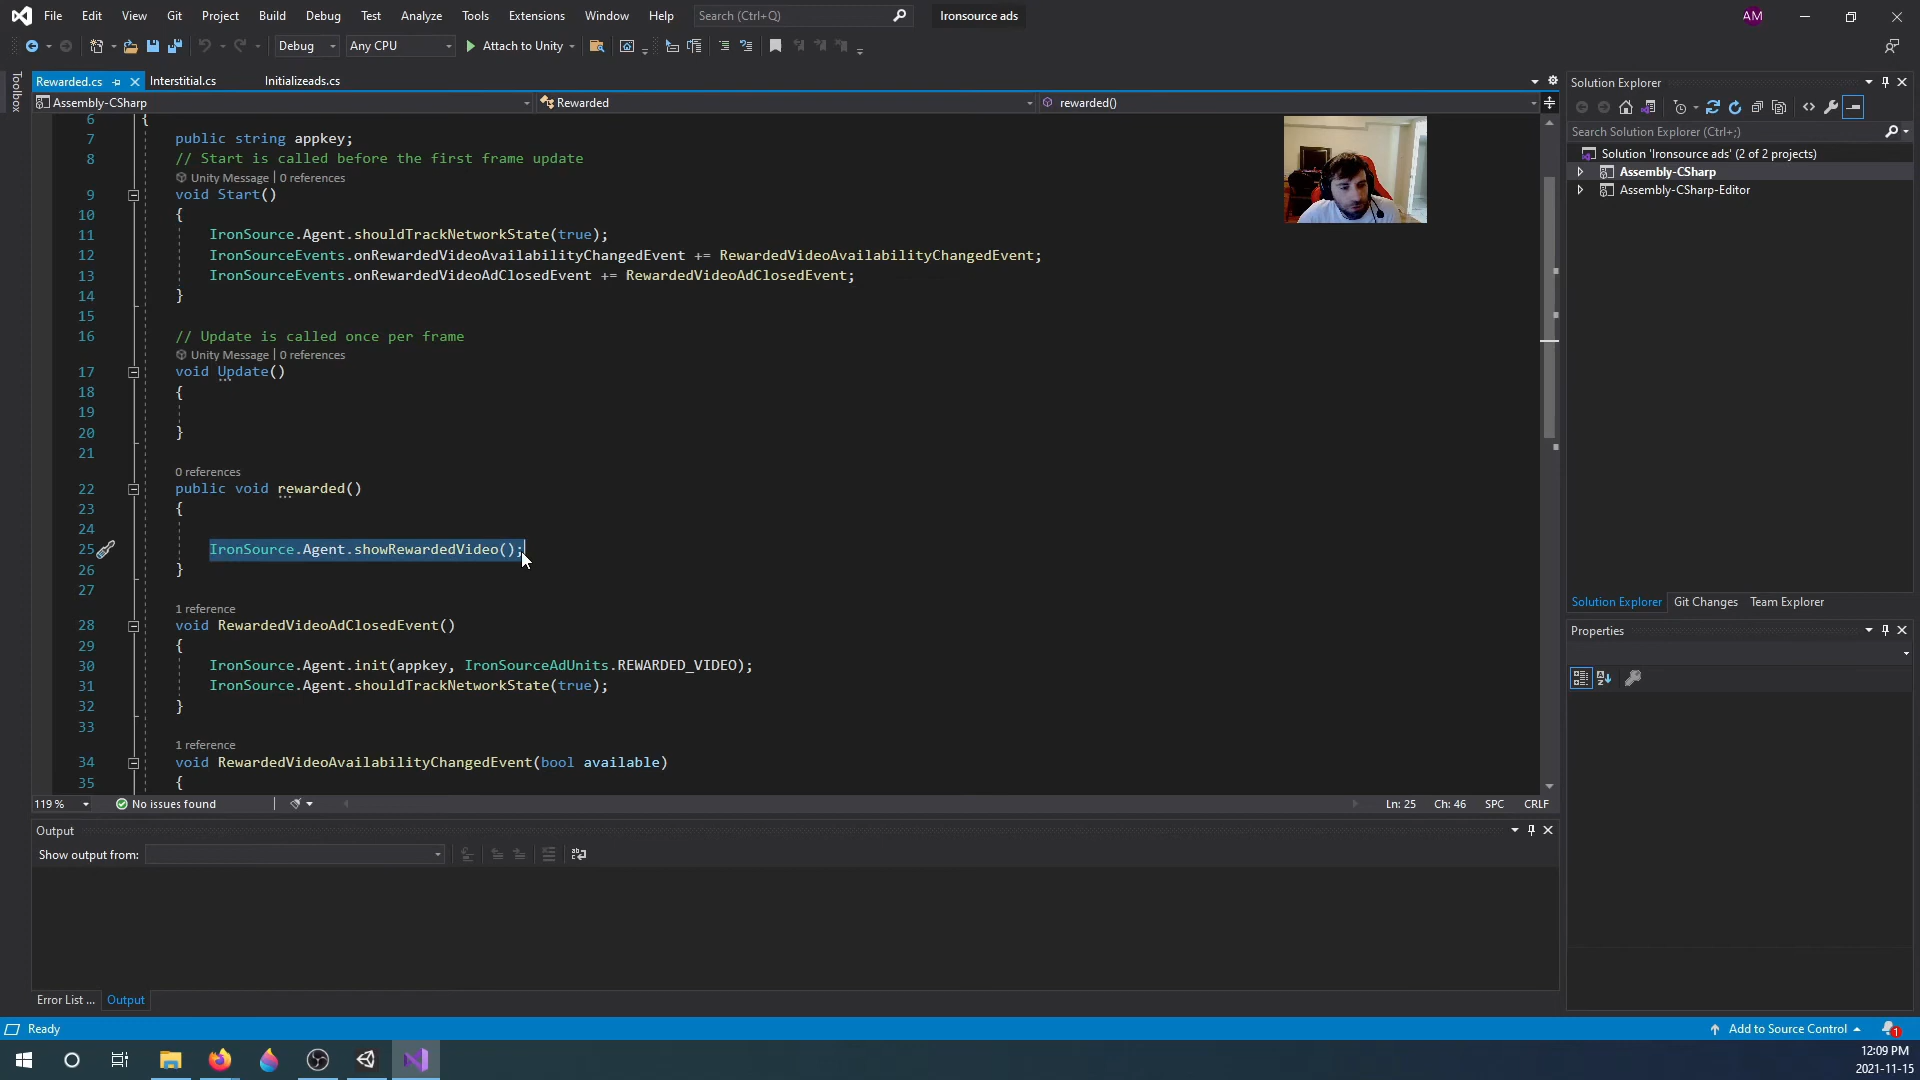 File Edit View Git Project Build Debug Test Analyze Tools Extensions Window Help Search (Ctrl+Q) Ironsource ads AM
Debug Any CPU Attach to Unity
Toolbox
Rewarded.cs Interstitial.cs Initializeads.cs
Assembly-CSharp Rewarded rewarded()
6 {
7 public string appkey;
8 // Start is called before the first frame update
Unity Message | 0 references
9 void Start()
10 {
11 IronSource.Agent.shouldTrackNetworkState(true);
12 IronSourceEvents.onRewardedVideoAvailabilityChangedEvent += RewardedVideoAvailabilityChangedEvent;
13 IronSourceEvents.onRewardedVideoAdClosedEvent += RewardedVideoAdClosedEvent;
14 }
15
16 // Update is called once per frame
Unity Message | 0 references
17 void Update()
18 {
19
20 }
21
0 references
22 public void rewarded()
23 {
24
25 IronSource.Agent.showRewardedVideo();
26 }
27
1 reference
28 void RewardedVideoAdClosedEvent()
29 {
30 IronSource.Agent.init(appkey, IronSourceAdUnits.REWARDED_VIDEO);
31 IronSource.Agent.shouldTrackNetworkState(true);
32 }
33
1 reference
34 void RewardedVideoAvailabilityChangedEvent(bool available)
35 {
119 % No issues found Ln: 25 Ch: 46 SPC CRLF
Output
Show output from:
Error List ... Output
Solution Explorer
Search Solution Explorer (Ctrl+;)
Solution 'Ironsource ads' (2 of 2 projects)
Assembly-CSharp
Assembly-CSharp-Editor
Solution Explorer Git Changes Team Explorer
Properties
Ready Add to Source Control 1
12:09 PM
2021-11-15